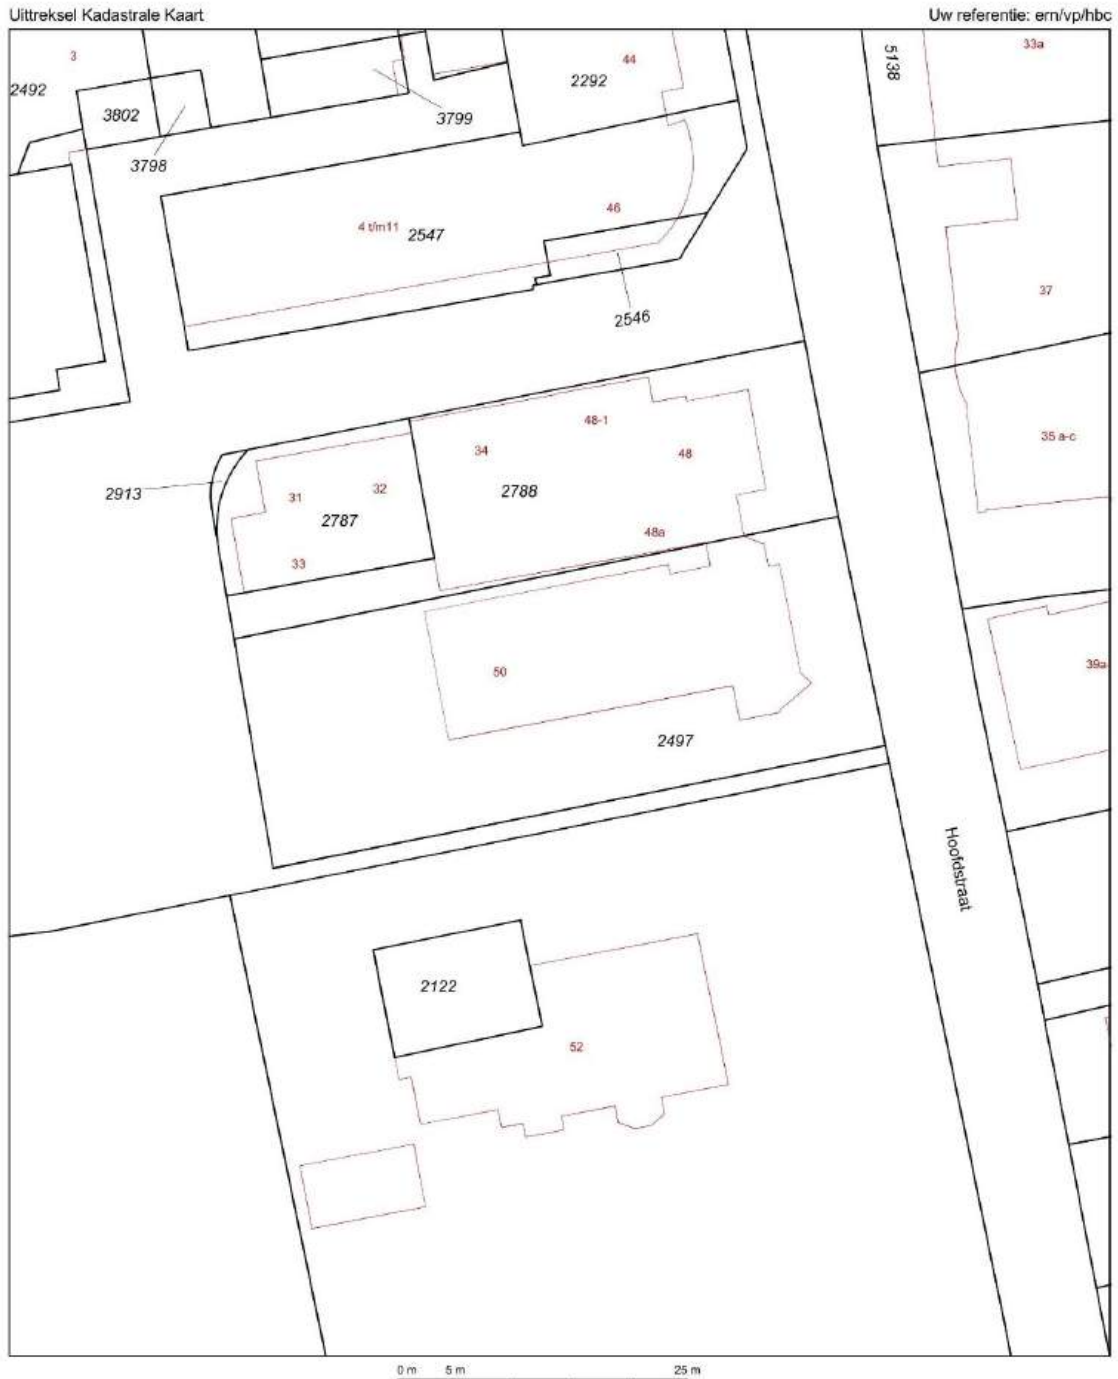 Uittreksel Kadastrale Kaart
Uw referentie: ern/vp/hbc
3
2492
3802
3798
3799
44
2292
5138
33a
4 t/m11
2547
46
2546
37
35 a-c
48-1
34
48
2913
31
32
2787
2788
33
48a
50
39a
2497
Hoofdstraat
2122
52
0 m 5 m 25 m